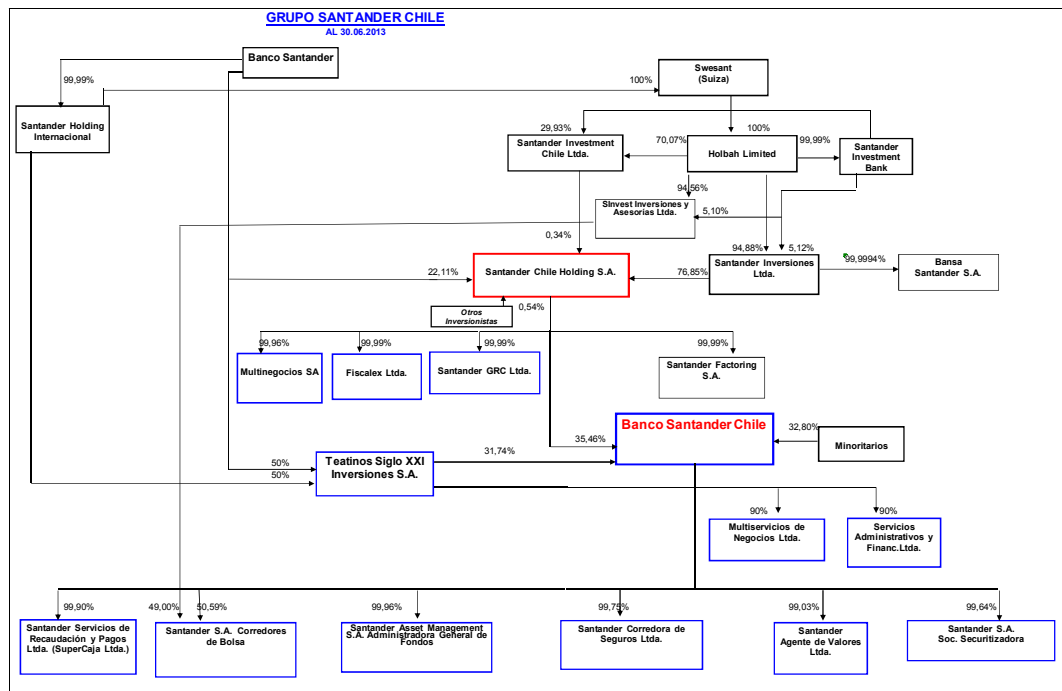 GRUPO SANTANDER CHILE
AL 30.06.2013
Banco Santander
99,99%
100%
Swesant
(Suiza)
Santander Holding
Internacional
29,93%
70,07%
100%
99,99%
Santander Investment
Chile Ltda.
Holbah Limited
Santander
Investment
Bank
94,56%
SInvest Inversiones y
Asesorias Ltda.
5,10%
0,34%
94,88%
5,12%
22,11%
Santander Chile Holding S.A.
76,85%
Santander Inversiones
Ltda.
99,9994%
Bansa
Santander S.A.
Otros
Inversionistas
0,54%
99,96%
99,99%
99,99%
99,99%
Multinegocios SA
Fiscalex Ltda.
Santander GRC Ltda.
Santander Factoring
S.A.
Banco Santander Chile
35,46%
32,80%
Minoritarios
31,74%
50%
50%
Teatinos Siglo XXI
Inversiones S.A.
90%
90%
Multiservicios de
Negocios Ltda.
Servicios
Administrativos y
Financ.Ltda.
99,90%
49,00%
50,59%
99,96%
99,75%
99,03%
99,64%
Santander Servicios de
Recaudación y Pagos
Ltda. (SuperCaja Ltda.)
Santander S.A. Corredores
de Bolsa
Santander Asset Management
S.A. Administradora General de
Fondos
Santander Corredora de
Seguros Ltda.
Santander
Agente de Valores
Ltda.
Santander S.A.
Soc. Securitizadora